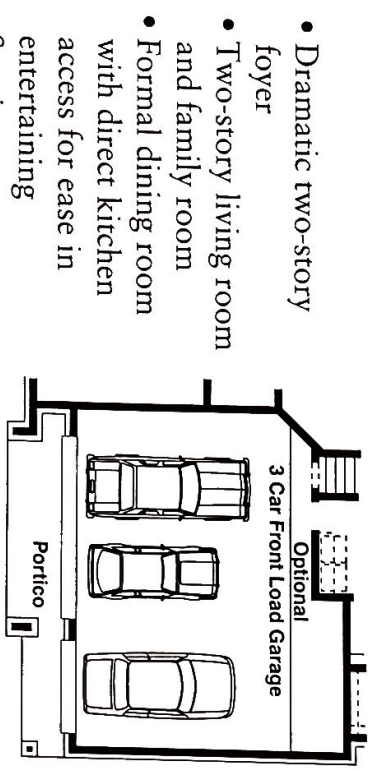 • Dramatic two-story
foyer
• Two-story living room
and family room
• Formal dining room
with direct kitchen
access for ease in
entertaining
Optional
3 Car Front Load Garage
Portico